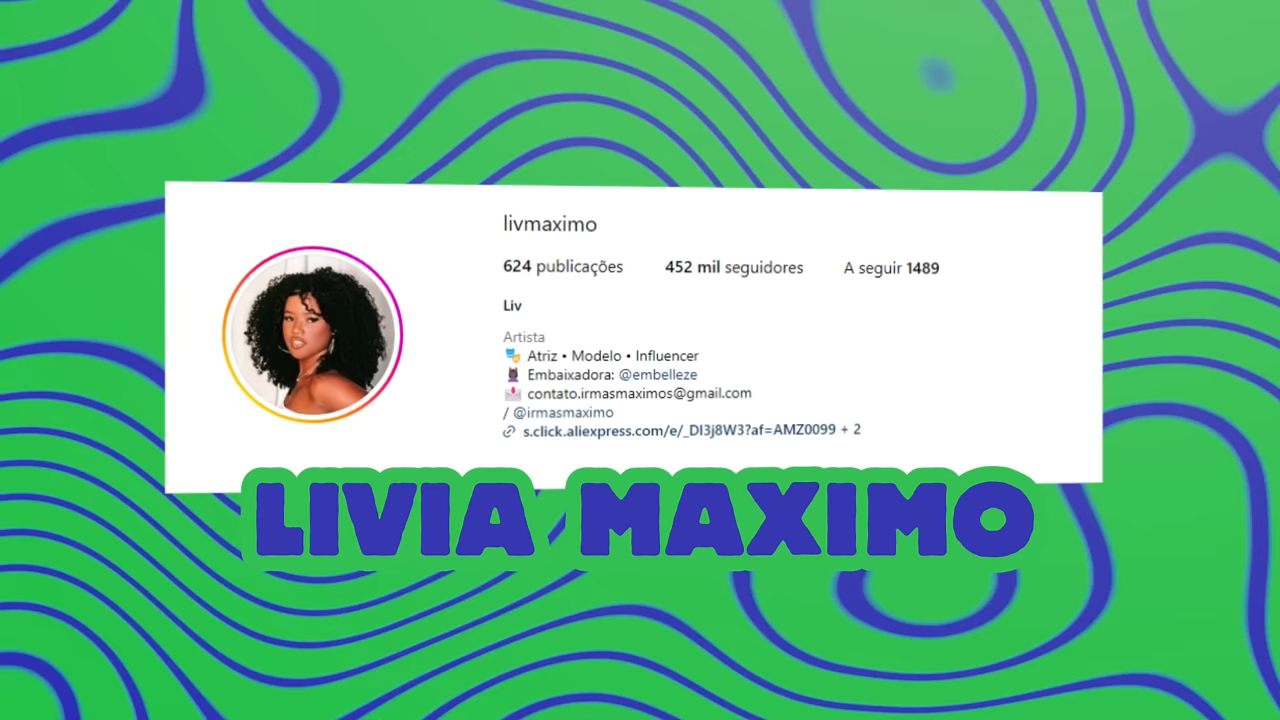 livmaximo
624 publicações 452 mil seguidores A seguir 1489
Liv
Artista
🎭 Atriz • Modelo • Influencer
Embaixadora: @embelleze
📩 contato.irmasmaximos@gmail.com
/ @irmasmaximo
s.click.aliexpress.com/e/_DI3j8W3?af=AMZ0099 + 2
LIVIA MAXIMO